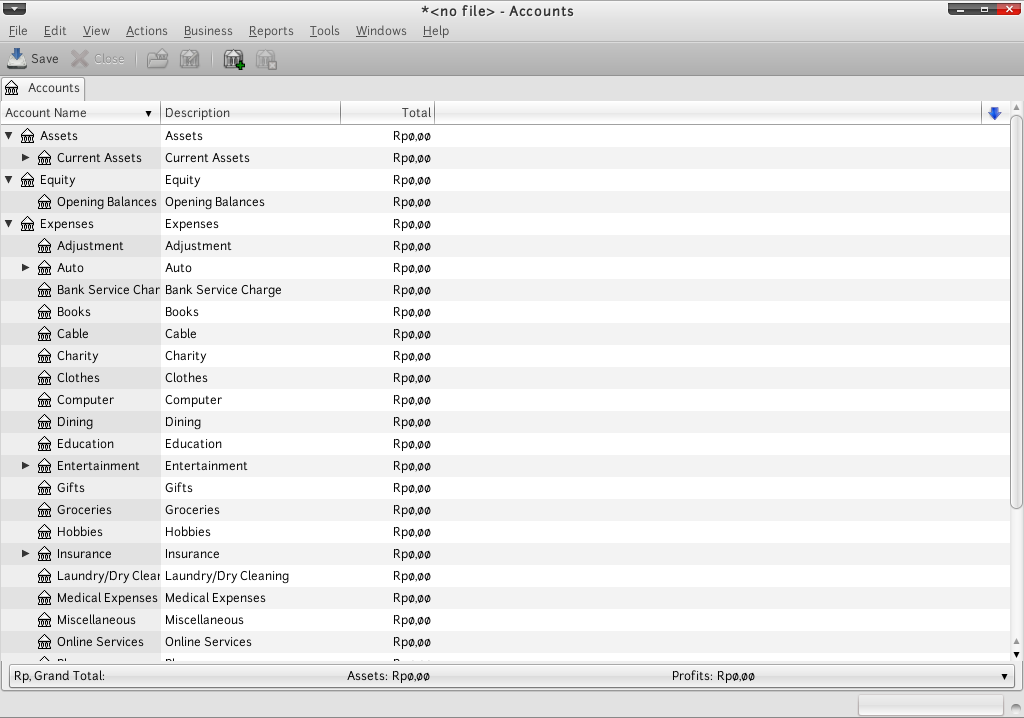 *<no file> - Accounts
File Edit View Actions Business Reports Tools Windows Help
Save Close
Accounts
Account Name Description Total
Assets Assets Rp0,00
Current Assets Current Assets Rp0,00
Equity Equity Rp0,00
Opening Balances Opening Balances Rp0,00
Expenses Expenses Rp0,00
Adjustment Adjustment Rp0,00
Auto Auto Rp0,00
Bank Service Char Bank Service Charge Rp0,00
Books Books Rp0,00
Cable Cable Rp0,00
Charity Charity Rp0,00
Clothes Clothes Rp0,00
Computer Computer Rp0,00
Dining Dining Rp0,00
Education Education Rp0,00
Entertainment Entertainment Rp0,00
Gifts Gifts Rp0,00
Groceries Groceries Rp0,00
Hobbies Hobbies Rp0,00
Insurance Insurance Rp0,00
Laundry/Dry Clear Laundry/Dry Cleaning Rp0,00
Medical Expenses Medical Expenses Rp0,00
Miscellaneous Miscellaneous Rp0,00
Online Services Online Services Rp0,00
Rp, Grand Total: Assets: Rp0,00 Profits: Rp0,00